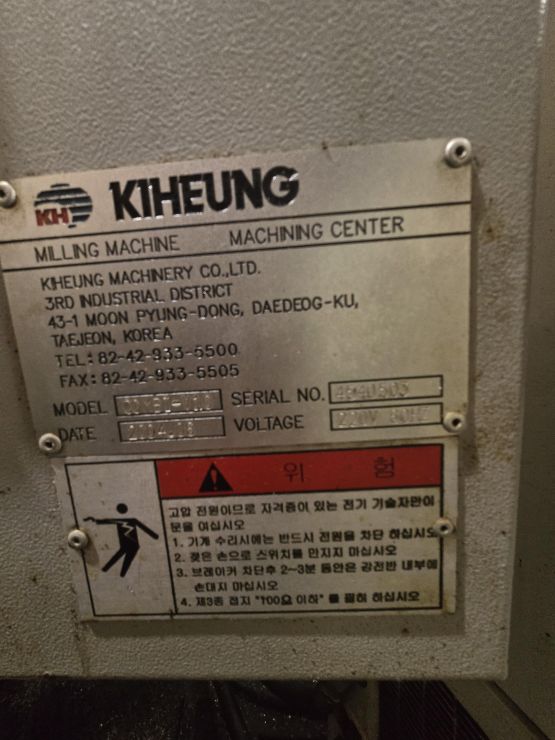 KH KIHEUNG
MILLING MACHINE MACHINING CENTER
KIHEUNG MACHINERY CO.,LTD.
3RD INDUSTRIAL DISTRICT
43-1 MOON PYUNG-DONG, DAEDEOG-KU,
TAEJEON, KOREA
TEL: 82-42-933-5500
FAX: 82-42-933-5505
MODEL SERIAL NO.
DATE VOLTAGE 220V
위 험
고압 전원이므로 자격증이 있는 전기 기술자만이
문을 여십시오
1. 기계 수리시에는 반드시 전원을 차단 하십시오
2. 젖은 손으로 스위치를 만지지 마십시오
3. 브레이커 차단후 2~3분 동안은 내부에
손대지 마십시오
4. 제3종 접지 "100Ω 이하" 를 필히 하십시오